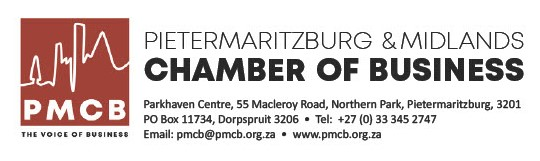 PMCB
THE VOICE OF BUSINESS
PIETERMARITZBURG & MIDLANDS
CHAMBER OF BUSINESS
Parkhaven Centre, 55 Macleroy Road, Northern Park, Pietermaritzburg, 3201
PO Box 11734, Dorpspruit 3206 • Tel: +27 (0) 33 345 2747
Email: pmcb@pmcb.org.za • www.pmcb.org.za